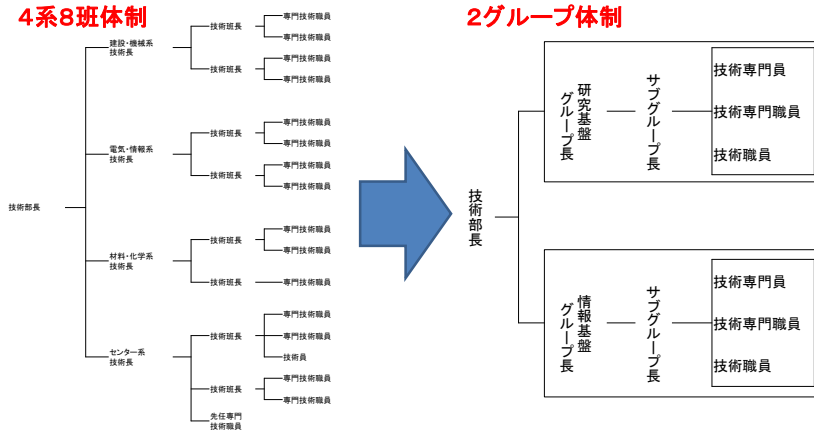 4系8班体制
建設・機械系
技術長
技術班長
専門技術職員
専門技術職員
技術班長
専門技術職員
専門技術職員
電気・情報系
技術長
技術班長
専門技術職員
専門技術職員
技術班長
専門技術職員
専門技術職員
技術部長
材料・化学系
技術長
技術班長
専門技術職員
専門技術職員
技術班長
専門技術職員
センター系
技術長
技術班長
専門技術職員
専門技術職員
技術員
技術班長
専門技術職員
専門技術職員
先任専門
技術職員
2グループ体制
技術部長
研究基盤
グループ長
サブグループ長
技術専門員
技術専門職員
技術職員
情報基盤
グループ長
サブグループ長
技術専門員
技術専門職員
技術職員